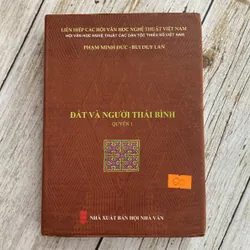 LIÊN HIỆP CÁC HỘI VĂN HỌC NGHỆ THUẬT VIỆT NAM
HỘI VĂN HỌC NGHỆ THUẬT CÁC DÂN TỘC THIỂU SỐ VIỆT NAM
PHẠM MINH ĐỨC - BÙI DUY LAN
ĐẤT VÀ NGƯỜI THÁI BÌNH
QUYỂN 1
NHÀ XUẤT BẢN HỘI NHÀ VĂN